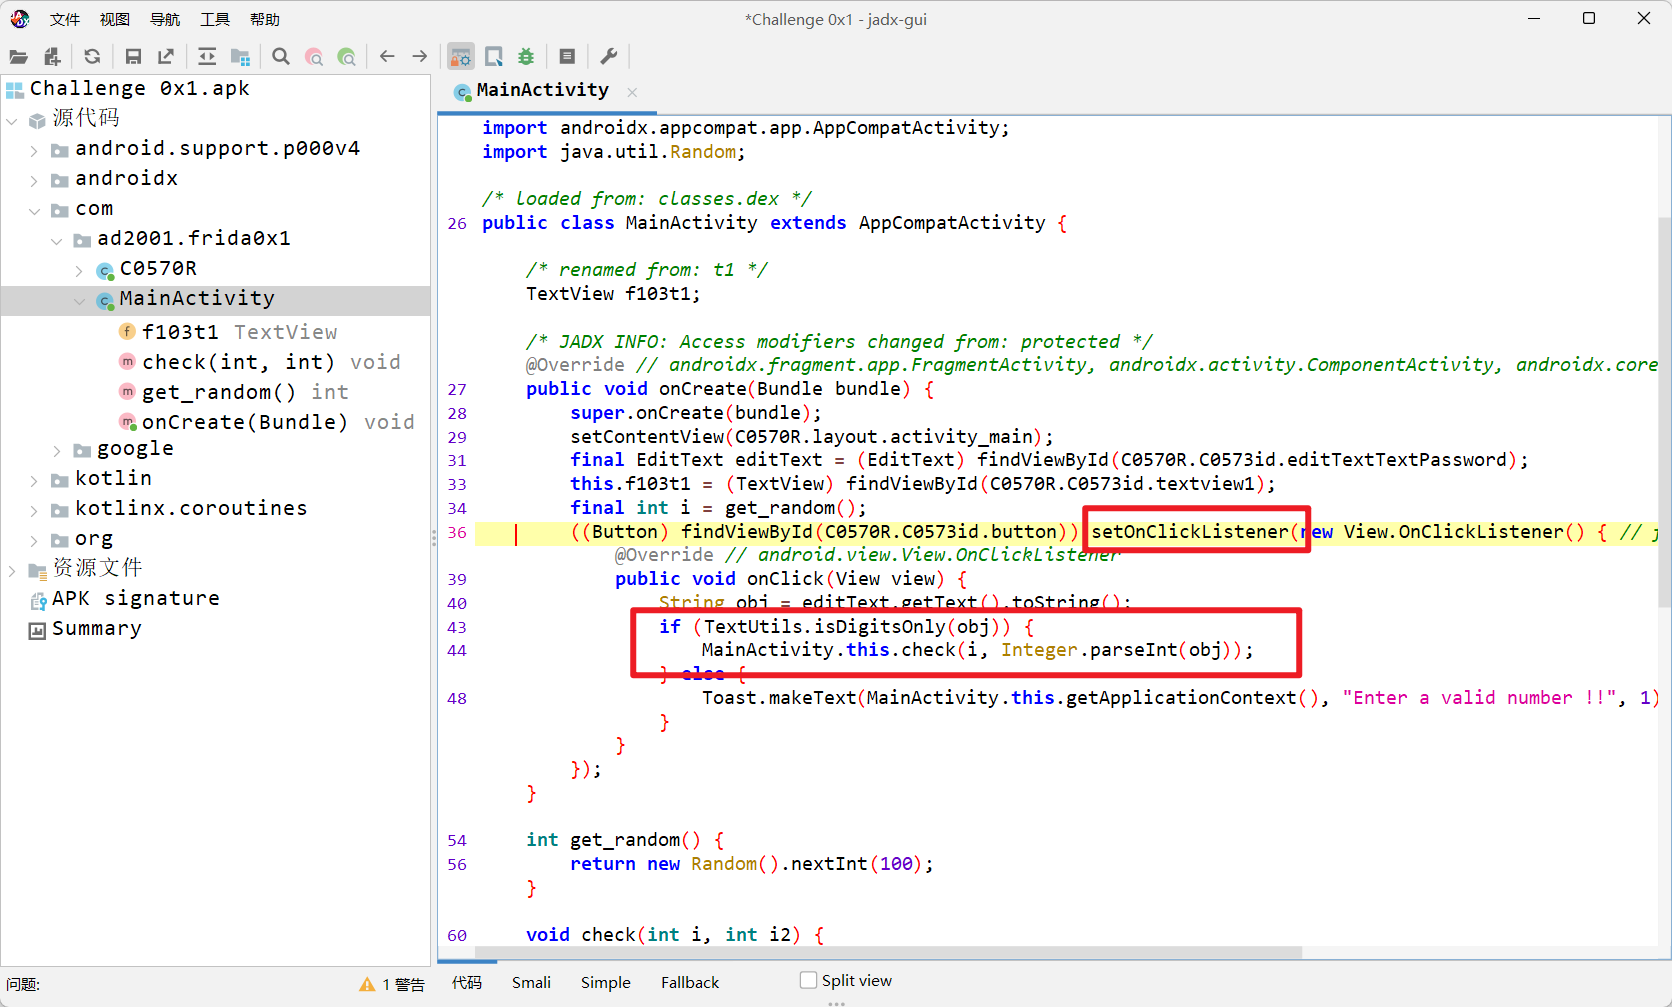 文件 视图 导航 工具 帮助
*Challenge 0x1 - jadx-gui
Challenge 0x1.apk
源代码
android.support.p000v4
androidx
com
ad2001.frida0x1
C0570R
MainActivity
f103t1 TextView
check(int, int) void
get_random() int
onCreate(Bundle) void
google
kotlin
kotlinx.coroutines
org
资源文件
APK signature
Summary
问题:
1 警告
MainActivity
import androidx.appcompat.app.AppCompatActivity;
import java.util.Random;
/* loaded from: classes.dex */
26 public class MainActivity extends AppCompatActivity {
/* renamed from: t1 */
TextView f103t1;
/* JADX INFO: Access modifiers changed from: protected */
@Override // androidx.fragment.app.FragmentActivity, androidx.activity.ComponentActivity, androidx.core
27 public void onCreate(Bundle bundle) {
28 super.onCreate(bundle);
29 setContentView(C0570R.layout.activity_main);
31 final EditText editText = (EditText) findViewById(C0570R.C0573id.editTextTextPassword);
33 this.f103t1 = (TextView) findViewById(C0570R.C0573id.textview1);
34 final int i = get_random();
36 ((Button) findViewById(C0570R.C0573id.button)).setOnClickListener(new View.OnClickListener() { //
@Override // android.view.View.OnClickListener
39 public void onClick(View view) {
40 String obj = editText.getText().toString();
43 if (TextUtils.isDigitsOnly(obj)) {
44 MainActivity.this.check(i, Integer.parseInt(obj));
} else {
48 Toast.makeText(MainActivity.this.getApplicationContext(), "Enter a valid number !!", 1)
}
}
});
}
54 int get_random() {
56 return new Random().nextInt(100);
}
60 void check(int i, int i2) {
代码 Smali Simple Fallback Split view